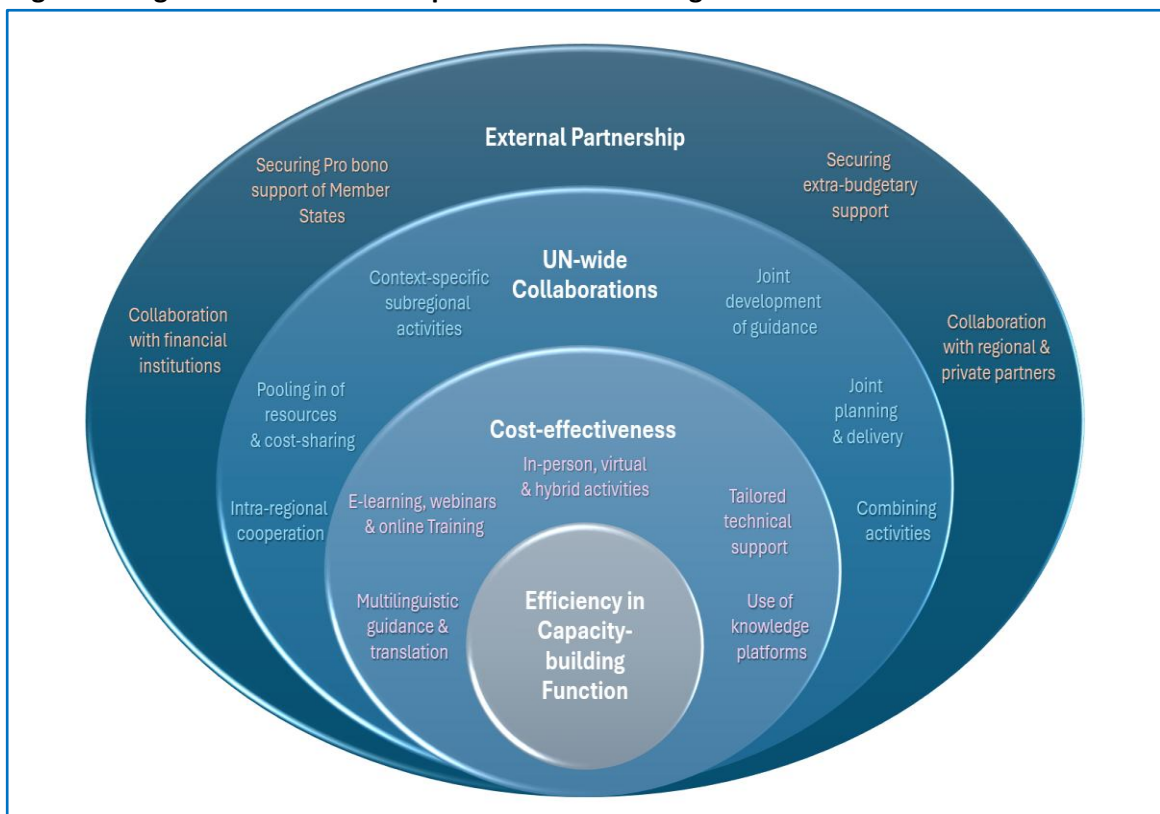 External Partnership
Securing Pro bono
support of Member
States
Securing
extra-budgetary
support
Collaboration
with financial
institutions
Collaboration
with regional &
private partners
UN-wide
Collaborations
Context-specific
subregional
activities
Joint
development
of guidance
Pooling in of
resources
& cost-sharing
Joint
planning
& delivery
Intra-regional
cooperation
Combining
activities
Cost-effectiveness
In-person, virtual
& hybrid activities
E-learning, webinars
& online Training
Tailored
technical
support
Multilinguistic
guidance &
translation
Use of
knowledge
platforms
Efficiency in
Capacity-
building
Function